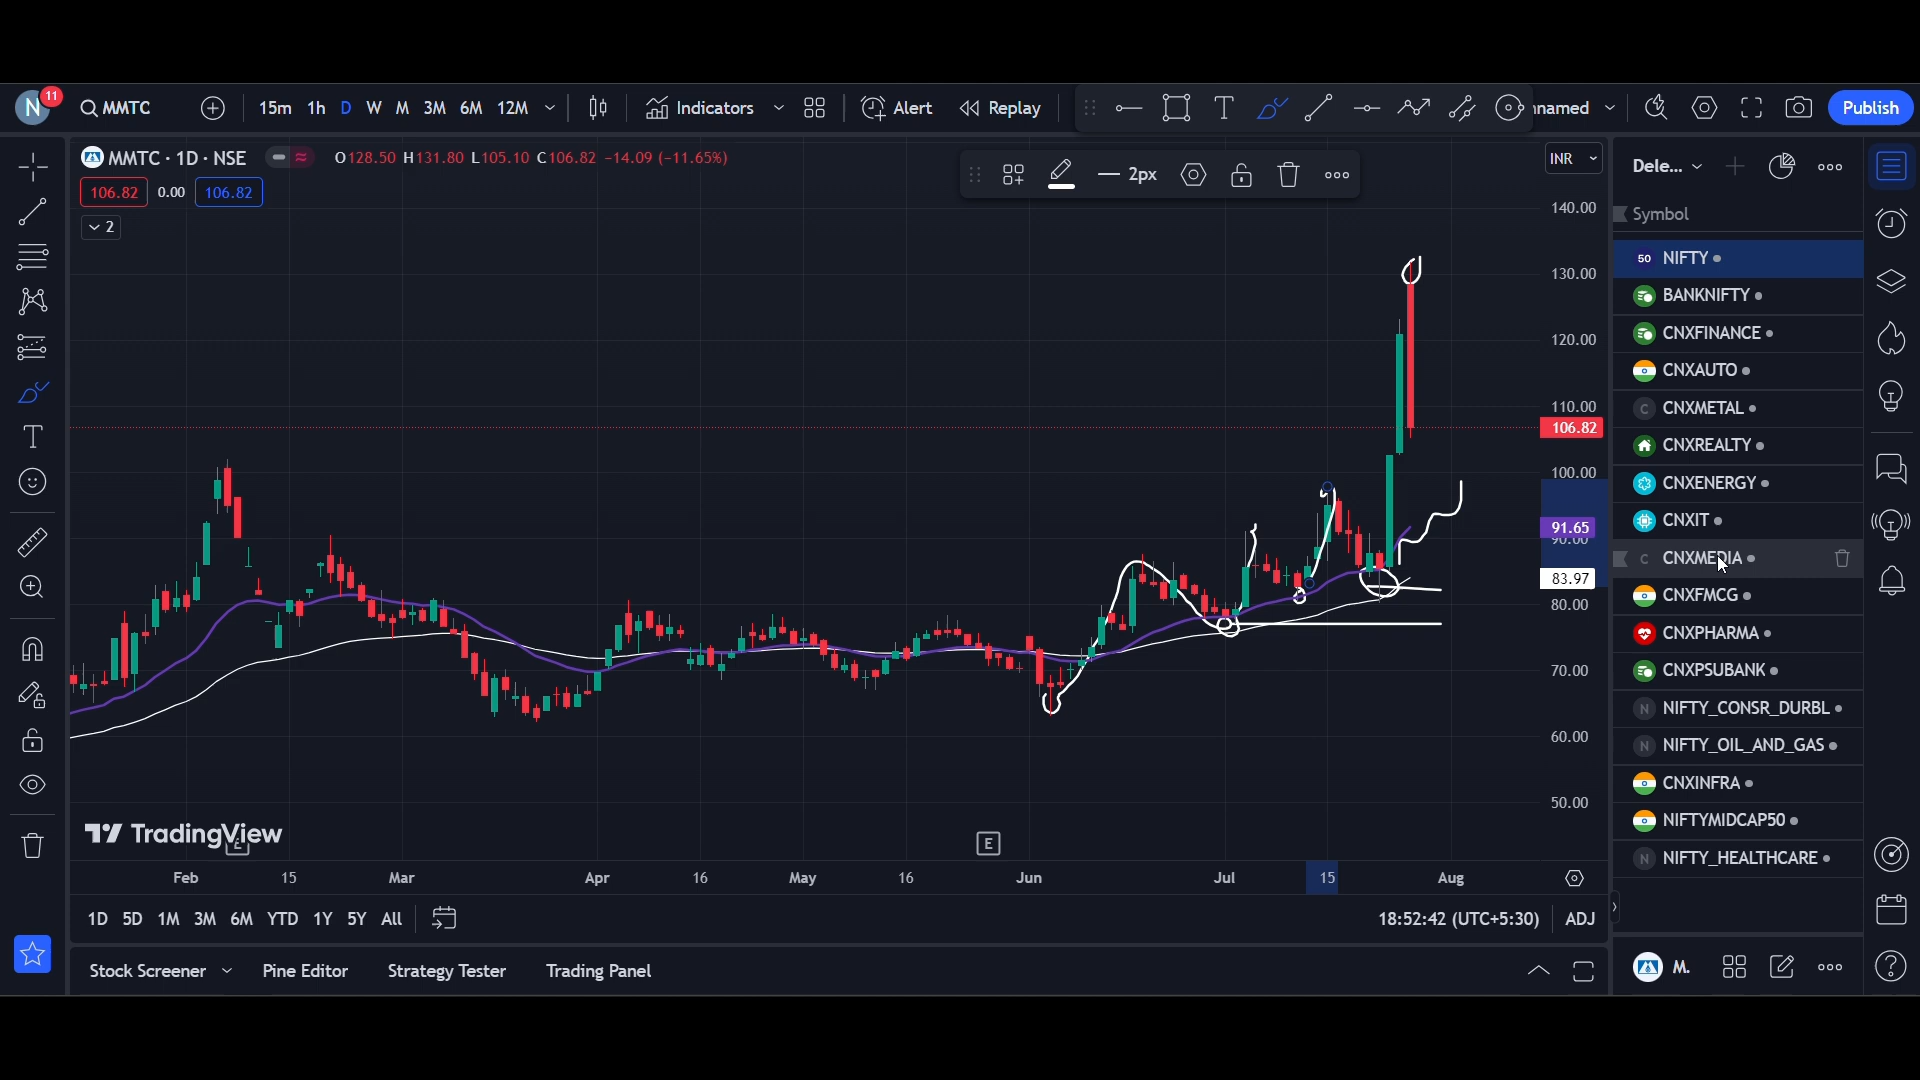 N 11 MMTC 15m 1h D W M 3M 6M 12M Indicators Alert Replay T nnamed Publish
MMTC · 1D · NSE O128.50 H131.80 L105.10 C106.82 -14.09 (-11.65%)
2px
INR
Dele...
106.82 0.00 106.82
2
Symbol
140.00
130.00
120.00
110.00
106.82
100.00
91.65
90.00
83.97
80.00
70.00
60.00
50.00
50 NIFTY
BANKNIFTY
CNXFINANCE
CNXAUTO
C CNXMETAL
CNXREALTY
CNXENERGY
CNXIT
C CNXMEDIA
CNXFMCG
CNXPHARMA
CNXPSUBANK
N NIFTY_CONSR_DURBL
N NIFTY_OIL_AND_GAS
CNXINFRA
NIFTYMIDCAP50
N NIFTY_HEALTHCARE
TradingView
E E
Feb 15 Mar Apr 16 May 16 Jun Jul 15 Aug
1D 5D 1M 3M 6M YTD 1Y 5Y All 18:52:42 (UTC+5:30) ADJ
Stock Screener Pine Editor Strategy Tester Trading Panel
M.